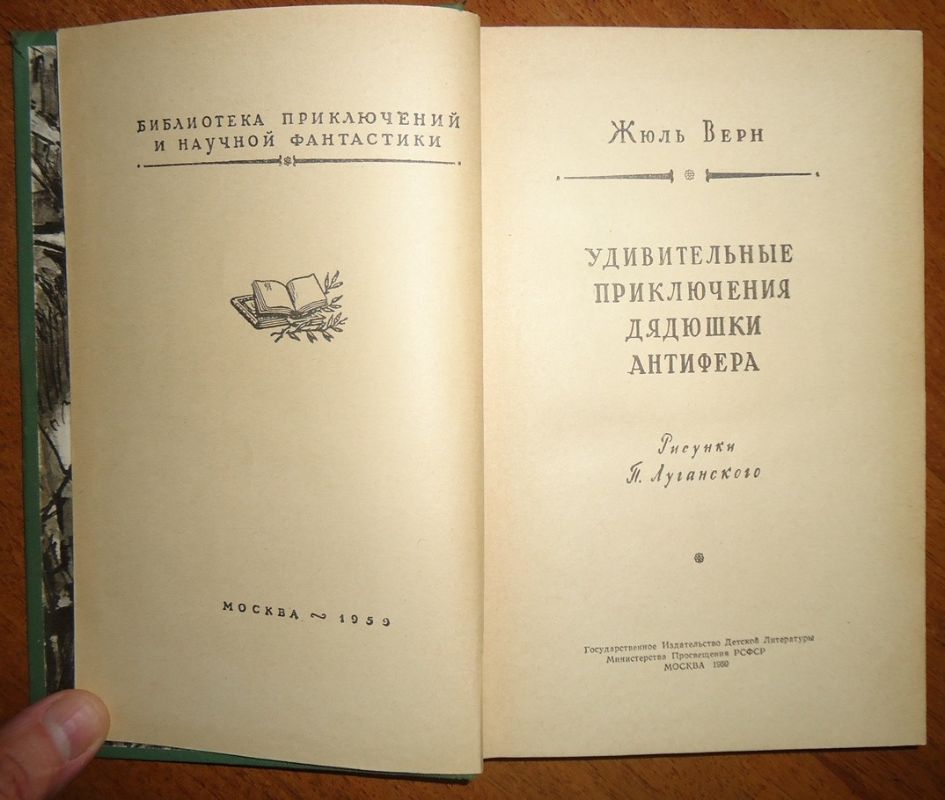 БИБЛИОТЕКА ПРИКЛЮЧЕНИЙ
И НАУЧНОЙ ФАНТАСТИКИ
МОСКВА ~ 1959
Жюль Верн
УДИВИТЕЛЬНЫЕ
ПРИКЛЮЧЕНИЯ
ДЯДЮШКИ
АНТИФЕРА
Рисунки
П. Луганского
Государственное Издательство Детской Литературы
Министерства Просвещения РСФСР
МОСКВА